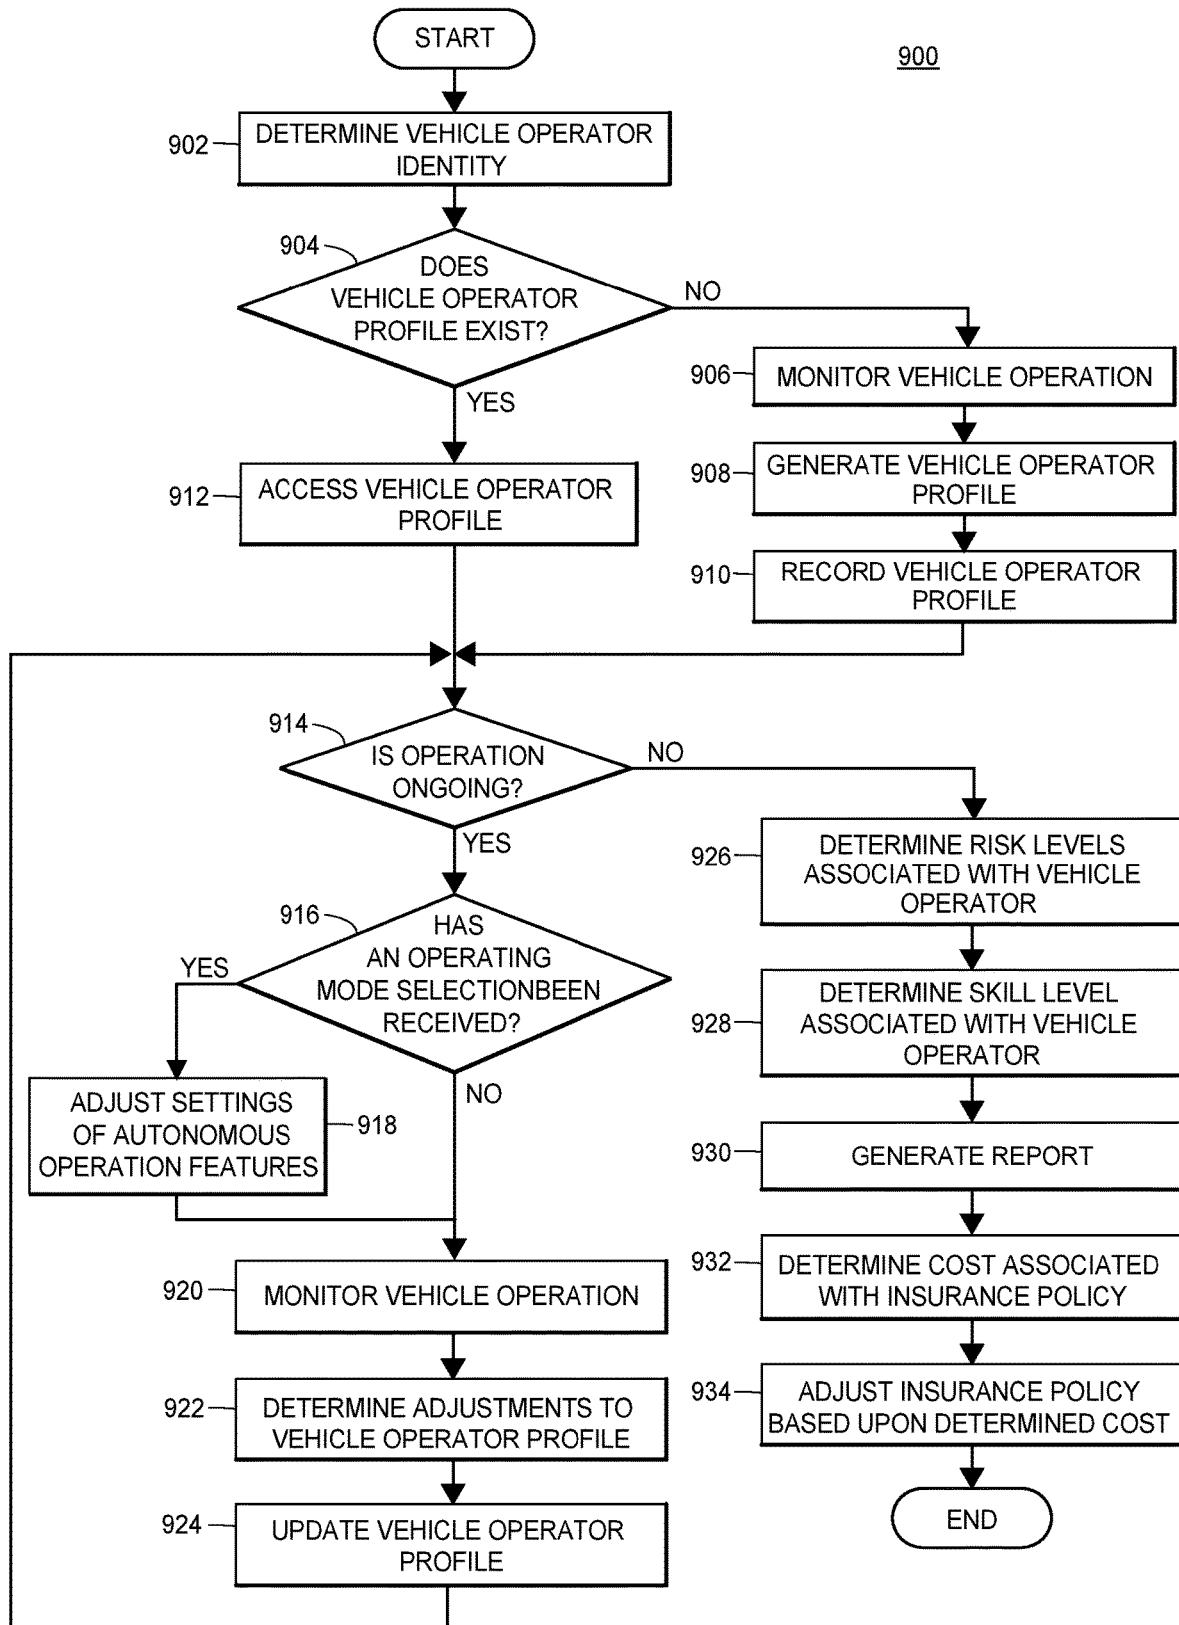 START
900
902
DETERMINE VEHICLE OPERATOR
IDENTITY
904
DOES
VEHICLE OPERATOR
PROFILE EXIST?
NO
YES
906
MONITOR VEHICLE OPERATION
908
GENERATE VEHICLE OPERATOR
PROFILE
910
RECORD VEHICLE OPERATOR
PROFILE
912
ACCESS VEHICLE OPERATOR
PROFILE
914
IS OPERATION
ONGOING?
NO
YES
916
HAS
AN OPERATING
MODE SELECTIONBEEN
RECEIVED?
YES
NO
ADJUST SETTINGS
OF AUTONOMOUS
OPERATION FEATURES
918
920
MONITOR VEHICLE OPERATION
922
DETERMINE ADJUSTMENTS TO
VEHICLE OPERATOR PROFILE
924
UPDATE VEHICLE OPERATOR
PROFILE
926
DETERMINE RISK LEVELS
ASSOCIATED WITH VEHICLE
OPERATOR
928
DETERMINE SKILL LEVEL
ASSOCIATED WITH VEHICLE
OPERATOR
930
GENERATE REPORT
932
DETERMINE COST ASSOCIATED
WITH INSURANCE POLICY
934
ADJUST INSURANCE POLICY
BASED UPON DETERMINED COST
END